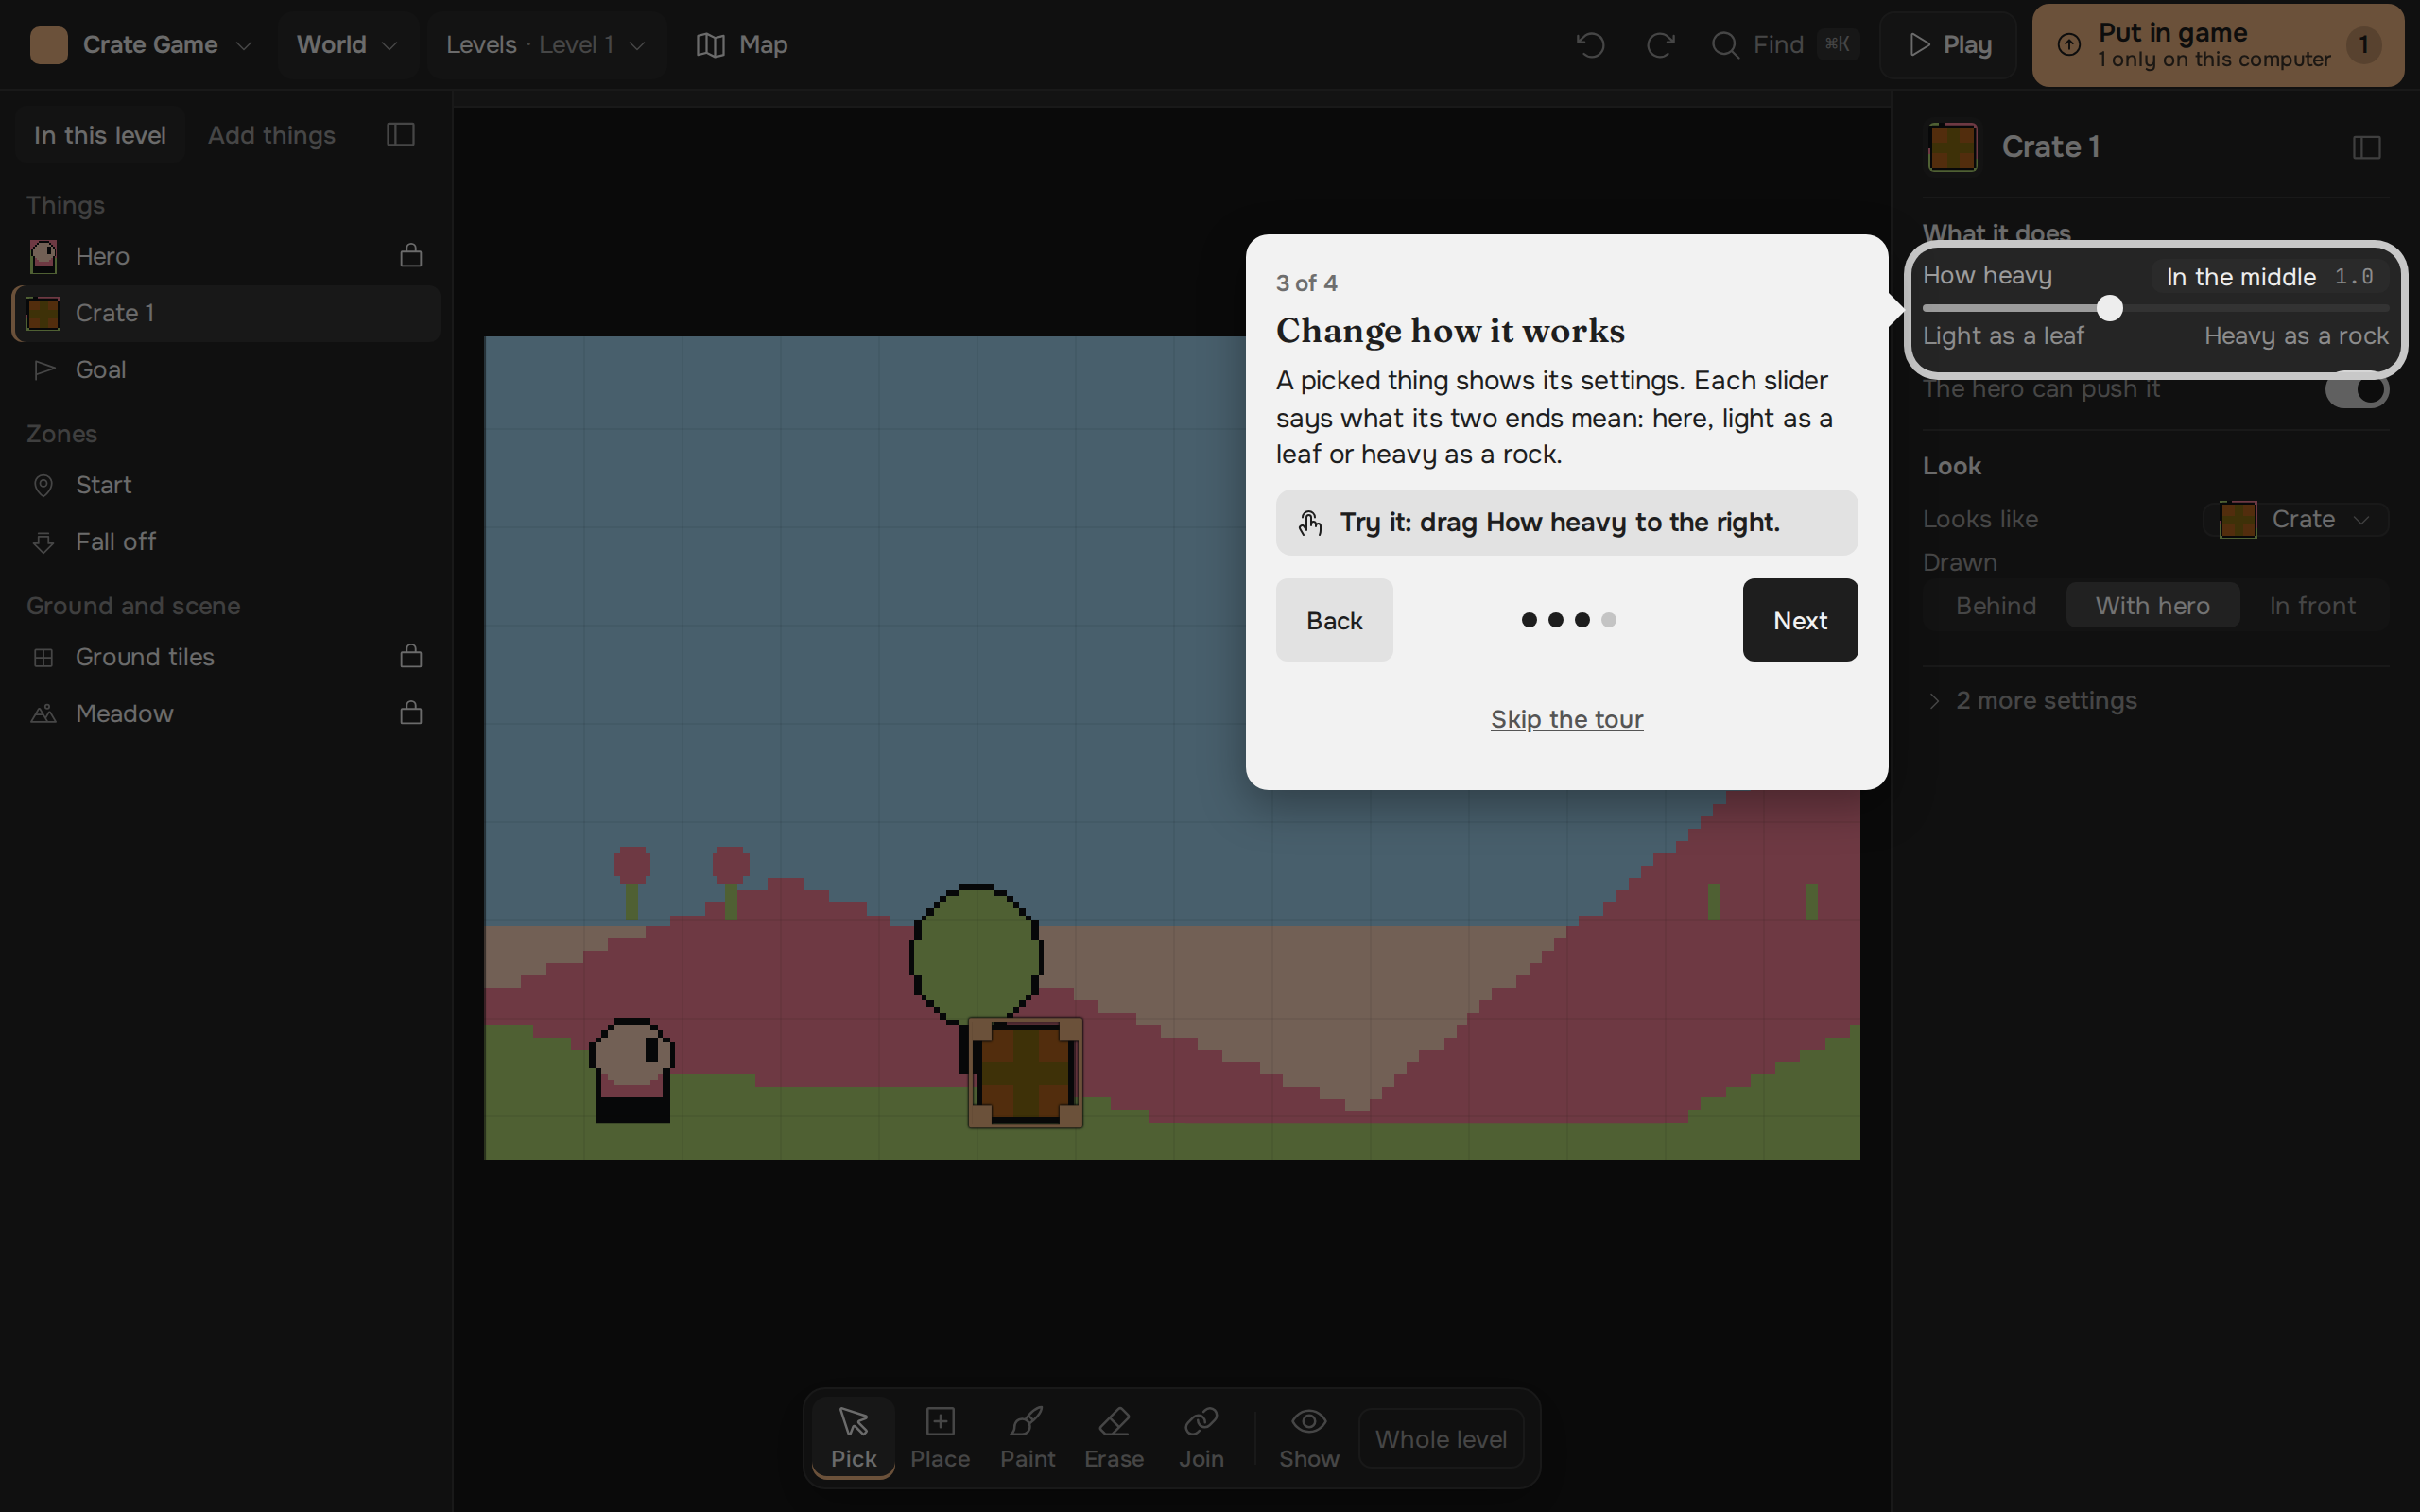 Crate Game
World
Levels · Level 1
Map
Find ⌘K
Play
Put in game
1 only on this computer
1
In this level
Add things
Things
Hero
Crate 1
Goal
Zones
Start
Fall off
Ground and scene
Ground tiles
Meadow
3 of 4
Change how it works
A picked thing shows its settings. Each slider
says what its two ends mean: here, light as a
leaf or heavy as a rock.
Try it: drag How heavy to the right.
Back
Next
Skip the tour
Crate 1
What it does
How heavy
In the middle 1.0
Light as a leaf
Heavy as a rock
The hero can push it
Look
Looks like
Crate
Drawn
Behind
With hero
In front
2 more settings
Pick
Place
Paint
Erase
Join
Show
Whole level